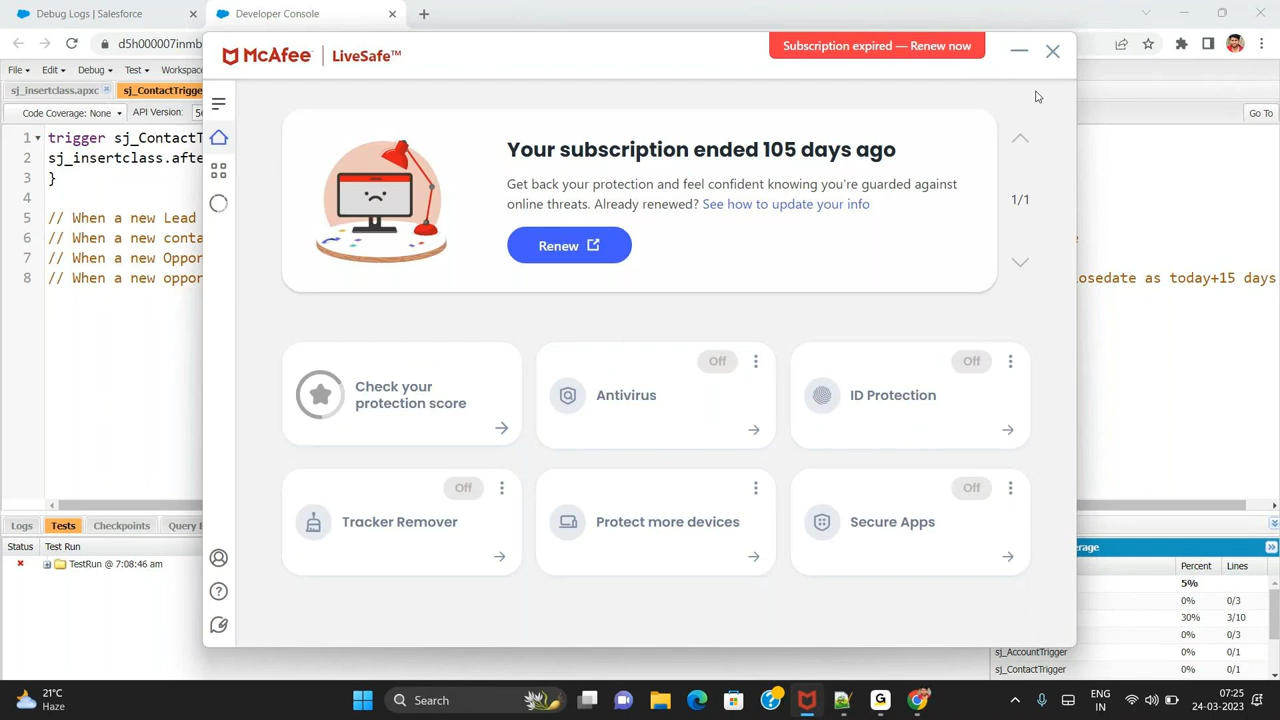 Debug Logs | Salesforce
Developer Console
d5h000007inmb
File
Edit
Debug
Test
Workspac
sj_insertclass.apxc
sj_ContactTrigge
Code Coverage: None
API Version:
Go To
1
trigger sj_ContactT
2
sj_insertclass.afte
3
}
4
5
// When a new Lead
6
// When a new conta
7
// When a new Oppor
8
// When a new oppor
losedate as today+15 days
McAfee
LiveSafe™
Subscription expired — Renew now
Your subscription ended 105 days ago
Get back your protection and feel confident knowing you're guarded against
online threats. Already renewed? See how to update your info
Renew
1/1
Check your
protection score
Off
Antivirus
Off
ID Protection
Off
Tracker Remover
Protect more devices
Off
Secure Apps
Logs
Tests
Checkpoints
Query E
Status
Test Run
TestRun @ 7:08:46 am
erage
Percent
Lines
5%
0%
0/3
30%
3/10
0%
0/3
sj_AccountTrigger
0%
0/1
sj_ContactTrigger
0%
0/1
21°C
Haze
Search
ENG
IN
07:25
24-03-2023